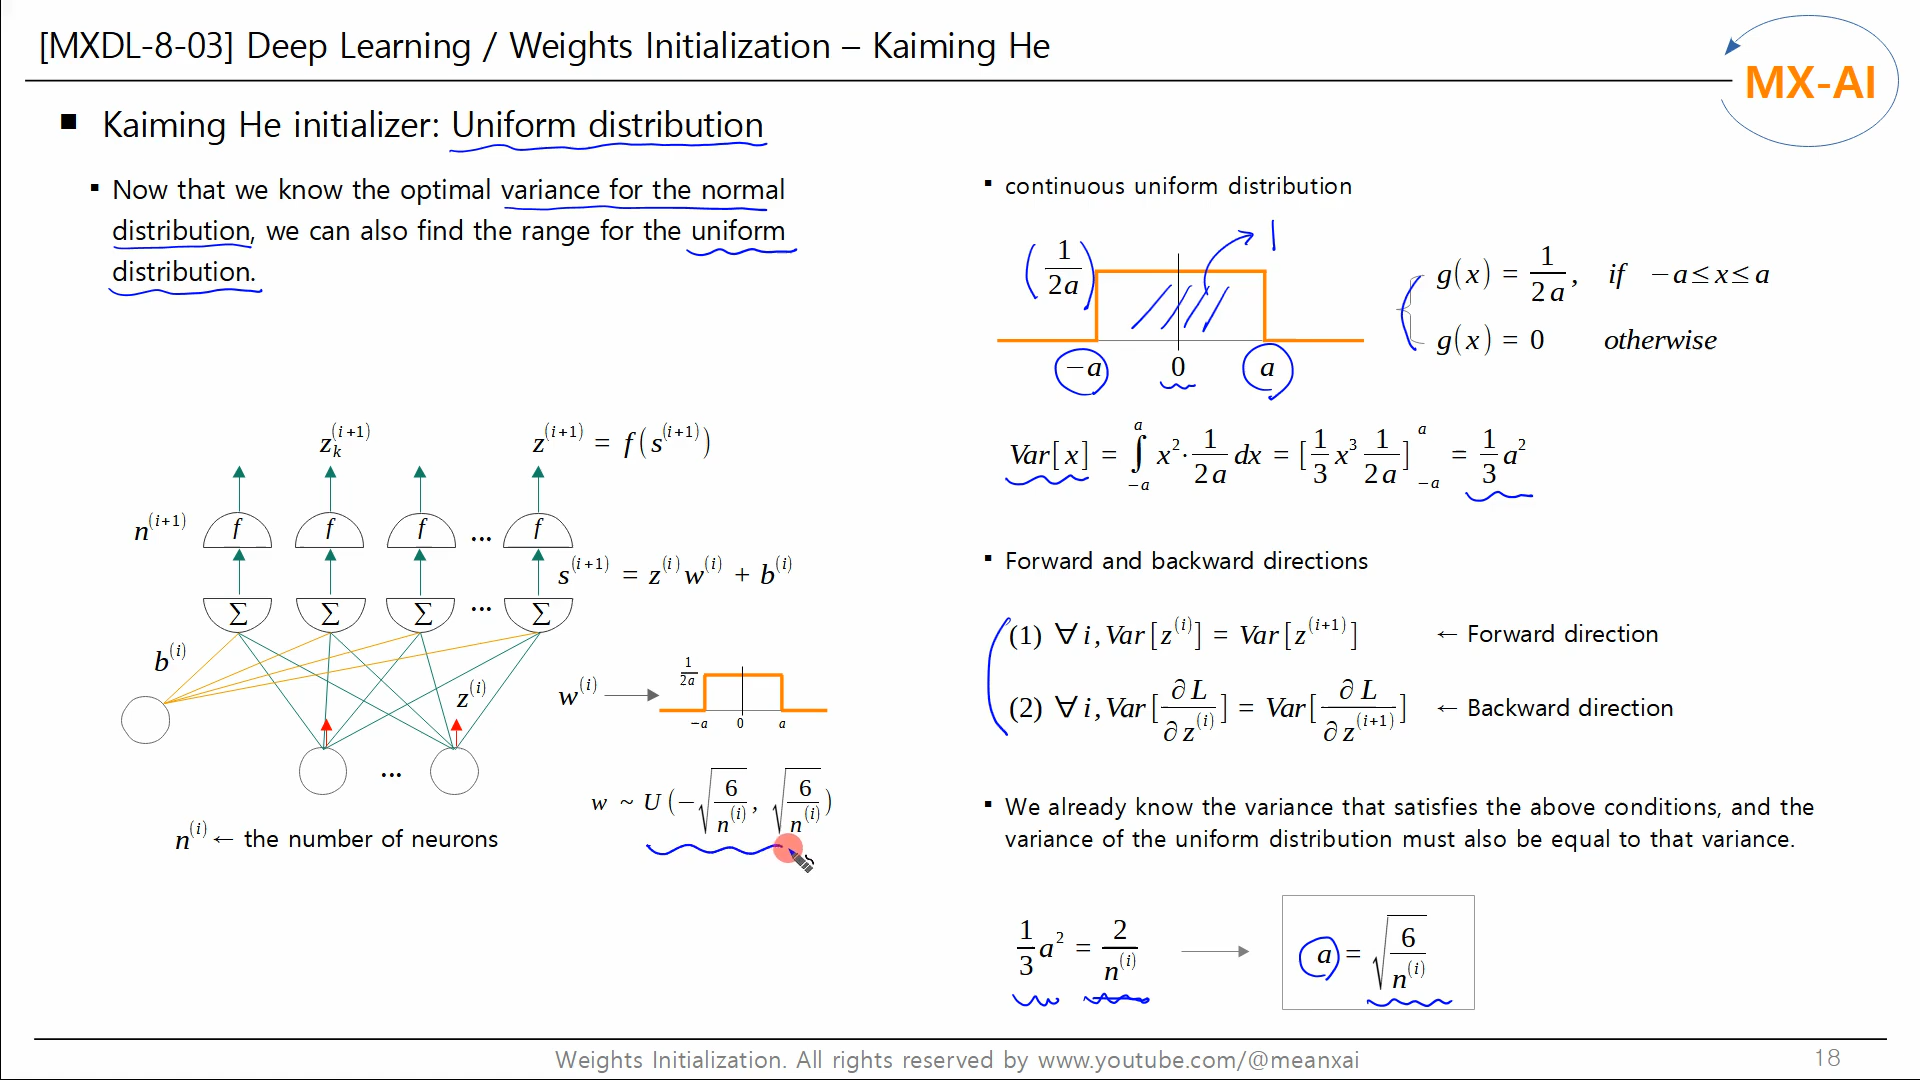 [MXDL-8-03] Deep Learning / Weights Initialization – Kaiming He
MX-AI
■ Kaiming He initializer: Uniform distribution
▪ Now that we know the optimal variance for the normal
distribution, we can also find the range for the uniform
distribution.
z_k^(i+1)
z^(i+1) = f(s^(i+1))
n^(i+1)
f f f ... f
s^(i+1) = z^(i) w^(i) + b^(i)
Σ Σ Σ ... Σ
b^(i)
z^(i)
w^(i)
1/2a
−a 0 a
...
w ~ U(−√(6/n^(i)), √(6/n^(i)))
n^(i) ← the number of neurons
▪ continuous uniform distribution
1
(1/2a)
−a 0 a
g(x) = 1/2a, if −a≤x≤a
g(x) = 0 otherwise
Var[x] = ∫_−a^a x²·1/2a dx = [1/3 x³ 1/2a]_−a^a = 1/3 a²
▪ Forward and backward directions
(1) ∀i, Var[z^(i)] = Var[z^(i+1)] ← Forward direction
(2) ∀i, Var[∂L/∂z^(i)] = Var[∂L/∂z^(i+1)] ← Backward direction
▪ We already know the variance that satisfies the above conditions, and the
variance of the uniform distribution must also be equal to that variance.
1/3 a² = 2/n^(i)
a = √(6/n^(i))
Weights Initialization. All rights reserved by www.youtube.com/@meanxai
18